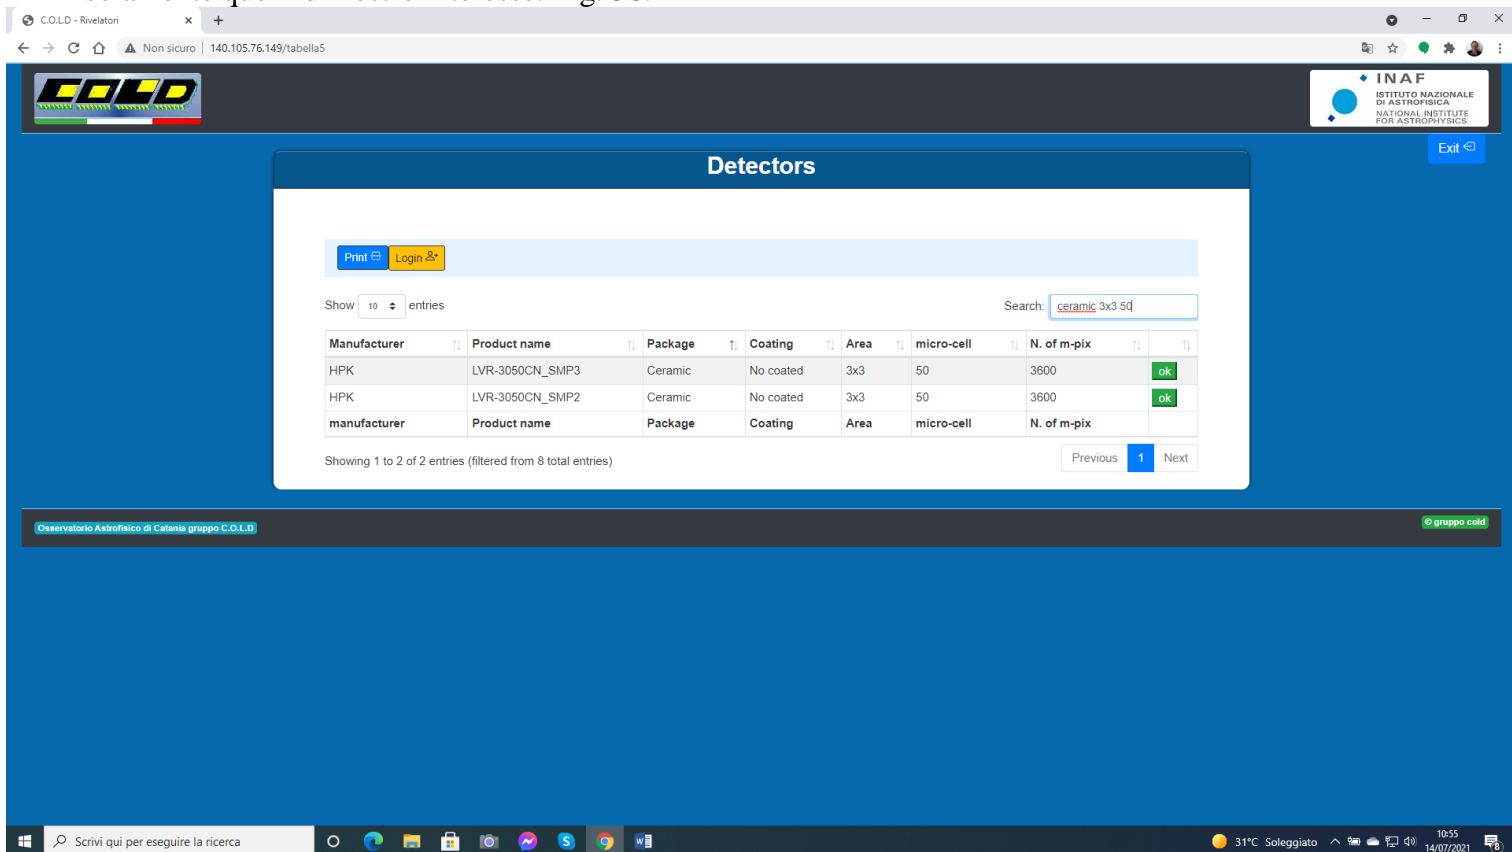 C.O.L.D - Rivelatori
Non sicuro | 140.105.76.149/tabella5
COLD
INAF
ISTITUTO NAZIONALE
DI ASTROFISICA
NATIONAL INSTITUTE
FOR ASTROPHYSICS
Exit
Detectors
Print Login
Show 10 entries Search: ceramic 3x3 50
Manufacturer Product name Package Coating Area micro-cell N. of m-pix
HPK LVR-3050CN_SMP3 Ceramic No coated 3x3 50 3600 ok
HPK LVR-3050CN_SMP2 Ceramic No coated 3x3 50 3600 ok
manufacturer Product name Package Coating Area micro-cell N. of m-pix
Showing 1 to 2 of 2 entries (filtered from 8 total entries) Previous 1 Next
Osservatorio Astrofisico di Catania gruppo C.O.L.D © gruppo cold
Scrivi qui per eseguire la ricerca 31°C Soleggiato 10:55
14/07/2021